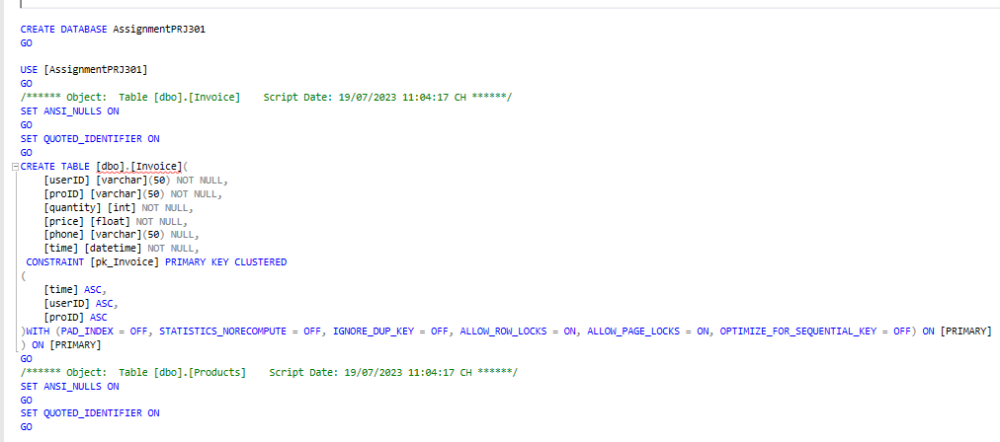 CREATE DATABASE AssignmentPRJ301
GO
USE [AssignmentPRJ301]
GO
/****** Object:  Table [dbo].[Invoice]    Script Date: 19/07/2023 11:04:17 CH ******/
SET ANSI_NULLS ON
GO
SET QUOTED_IDENTIFIER ON
GO
CREATE TABLE [dbo].[Invoice](
    [userID] [varchar](50) NOT NULL,
    [proID] [varchar](50) NOT NULL,
    [quantity] [int] NOT NULL,
    [price] [float] NOT NULL,
    [phone] [varchar](50) NULL,
    [time] [datetime] NOT NULL,
 CONSTRAINT [pk_Invoice] PRIMARY KEY CLUSTERED
(
    [time] ASC,
    [userID] ASC,
    [proID] ASC
)WITH (PAD_INDEX = OFF, STATISTICS_NORECOMPUTE = OFF, IGNORE_DUP_KEY = OFF, ALLOW_ROW_LOCKS = ON, ALLOW_PAGE_LOCKS = ON, OPTIMIZE_FOR_SEQUENTIAL_KEY = OFF) ON [PRIMARY]
) ON [PRIMARY]
GO
/****** Object:  Table [dbo].[Products]    Script Date: 19/07/2023 11:04:17 CH ******/
SET ANSI_NULLS ON
GO
SET QUOTED_IDENTIFIER ON
GO